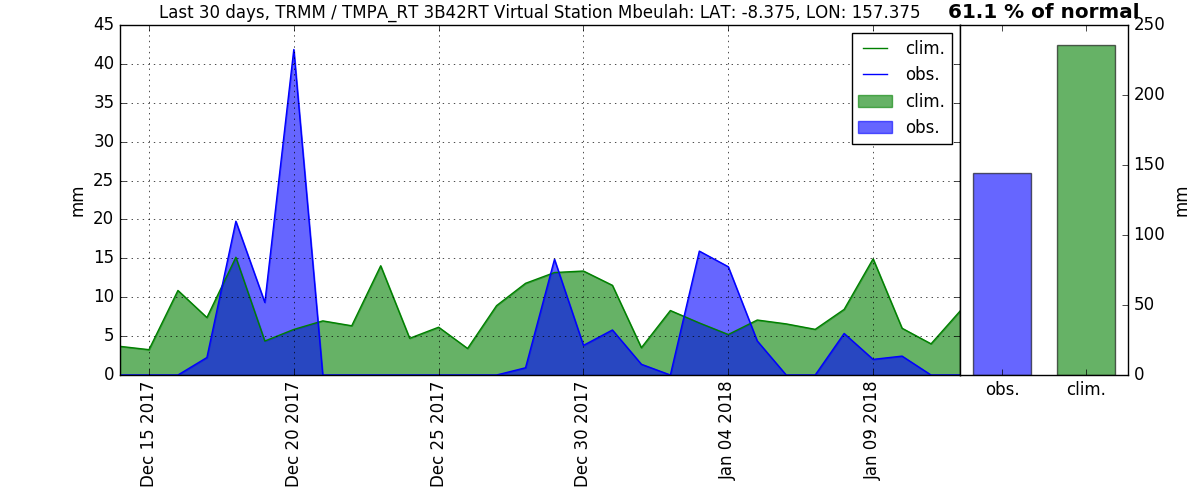 Last 30 days, TRMM / TMPA_RT 3B42RT Virtual Station Mbeulah: LAT: -8.375, LON: 157.375
61.1 % of normal
45
40
35
30
25
20
15
10
5
0
mm
clim.
obs.
clim.
obs.
250
200
150
100
50
0
mm
Dec 15 2017
Dec 20 2017
Dec 25 2017
Dec 30 2017
Jan 04 2018
Jan 09 2018
obs.
clim.